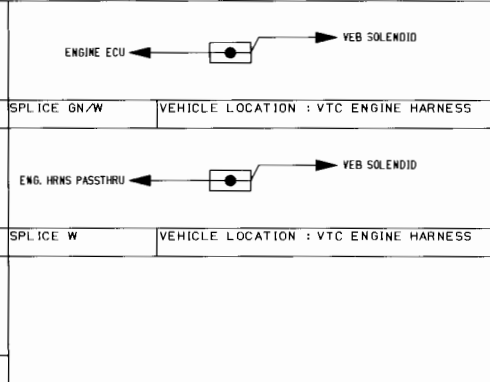 VEB SOLENOID
ENGINE ECU
SPLICE GN/W VEHICLE LOCATION : VTC ENGINE HARNESS
VEB SOLENOID
ENG. HRNS PASSTHRU
SPLICE W VEHICLE LOCATION : VTC ENGINE HARNESS